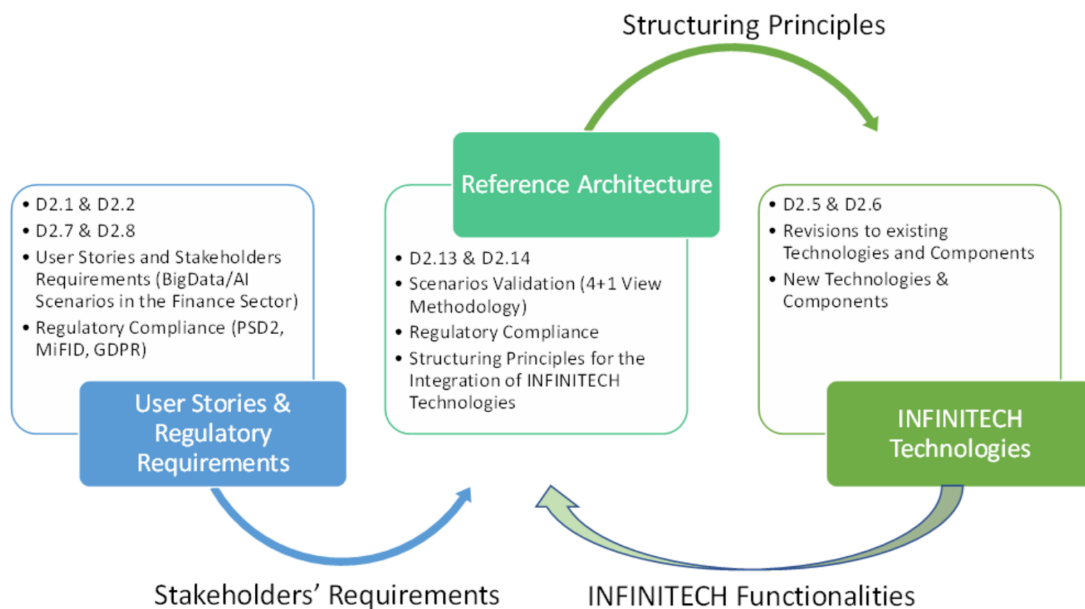 Structuring Principles
• D2.1 & D2.2
• D2.7 & D2.8
• User Stories and Stakeholders
Requirements (BigData/AI
Scenarios in the Finance Sector)
• Regulatory Compliance (PSD2,
MiFID, GDPR)
User Stories &
Regulatory
Requirements
Reference Architecture
• D2.13 & D2.14
• Scenarios Validation (4+1 View
Methodology)
• Regulatory Compliance
• Structuring Principles for the
Integration of INFINITECH
Technologies
• D2.5 & D2.6
• Revisions to existing
Technologies and Components
• New Technologies &
Components
INFINITECH
Technologies
Stakeholders’ Requirements
INFINITECH Functionalities